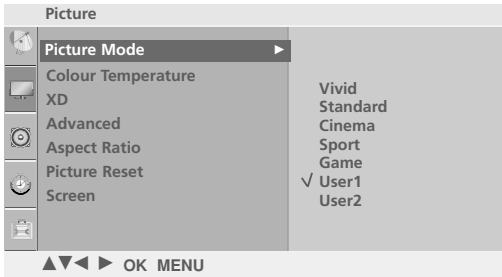 Picture
Picture Mode ►
Colour Temperature
XD
Advanced
Aspect Ratio
Picture Reset
Screen
Vivid
Standard
Cinema
Sport
Game
√ User1
User2
▲▼◄ ► OK MENU